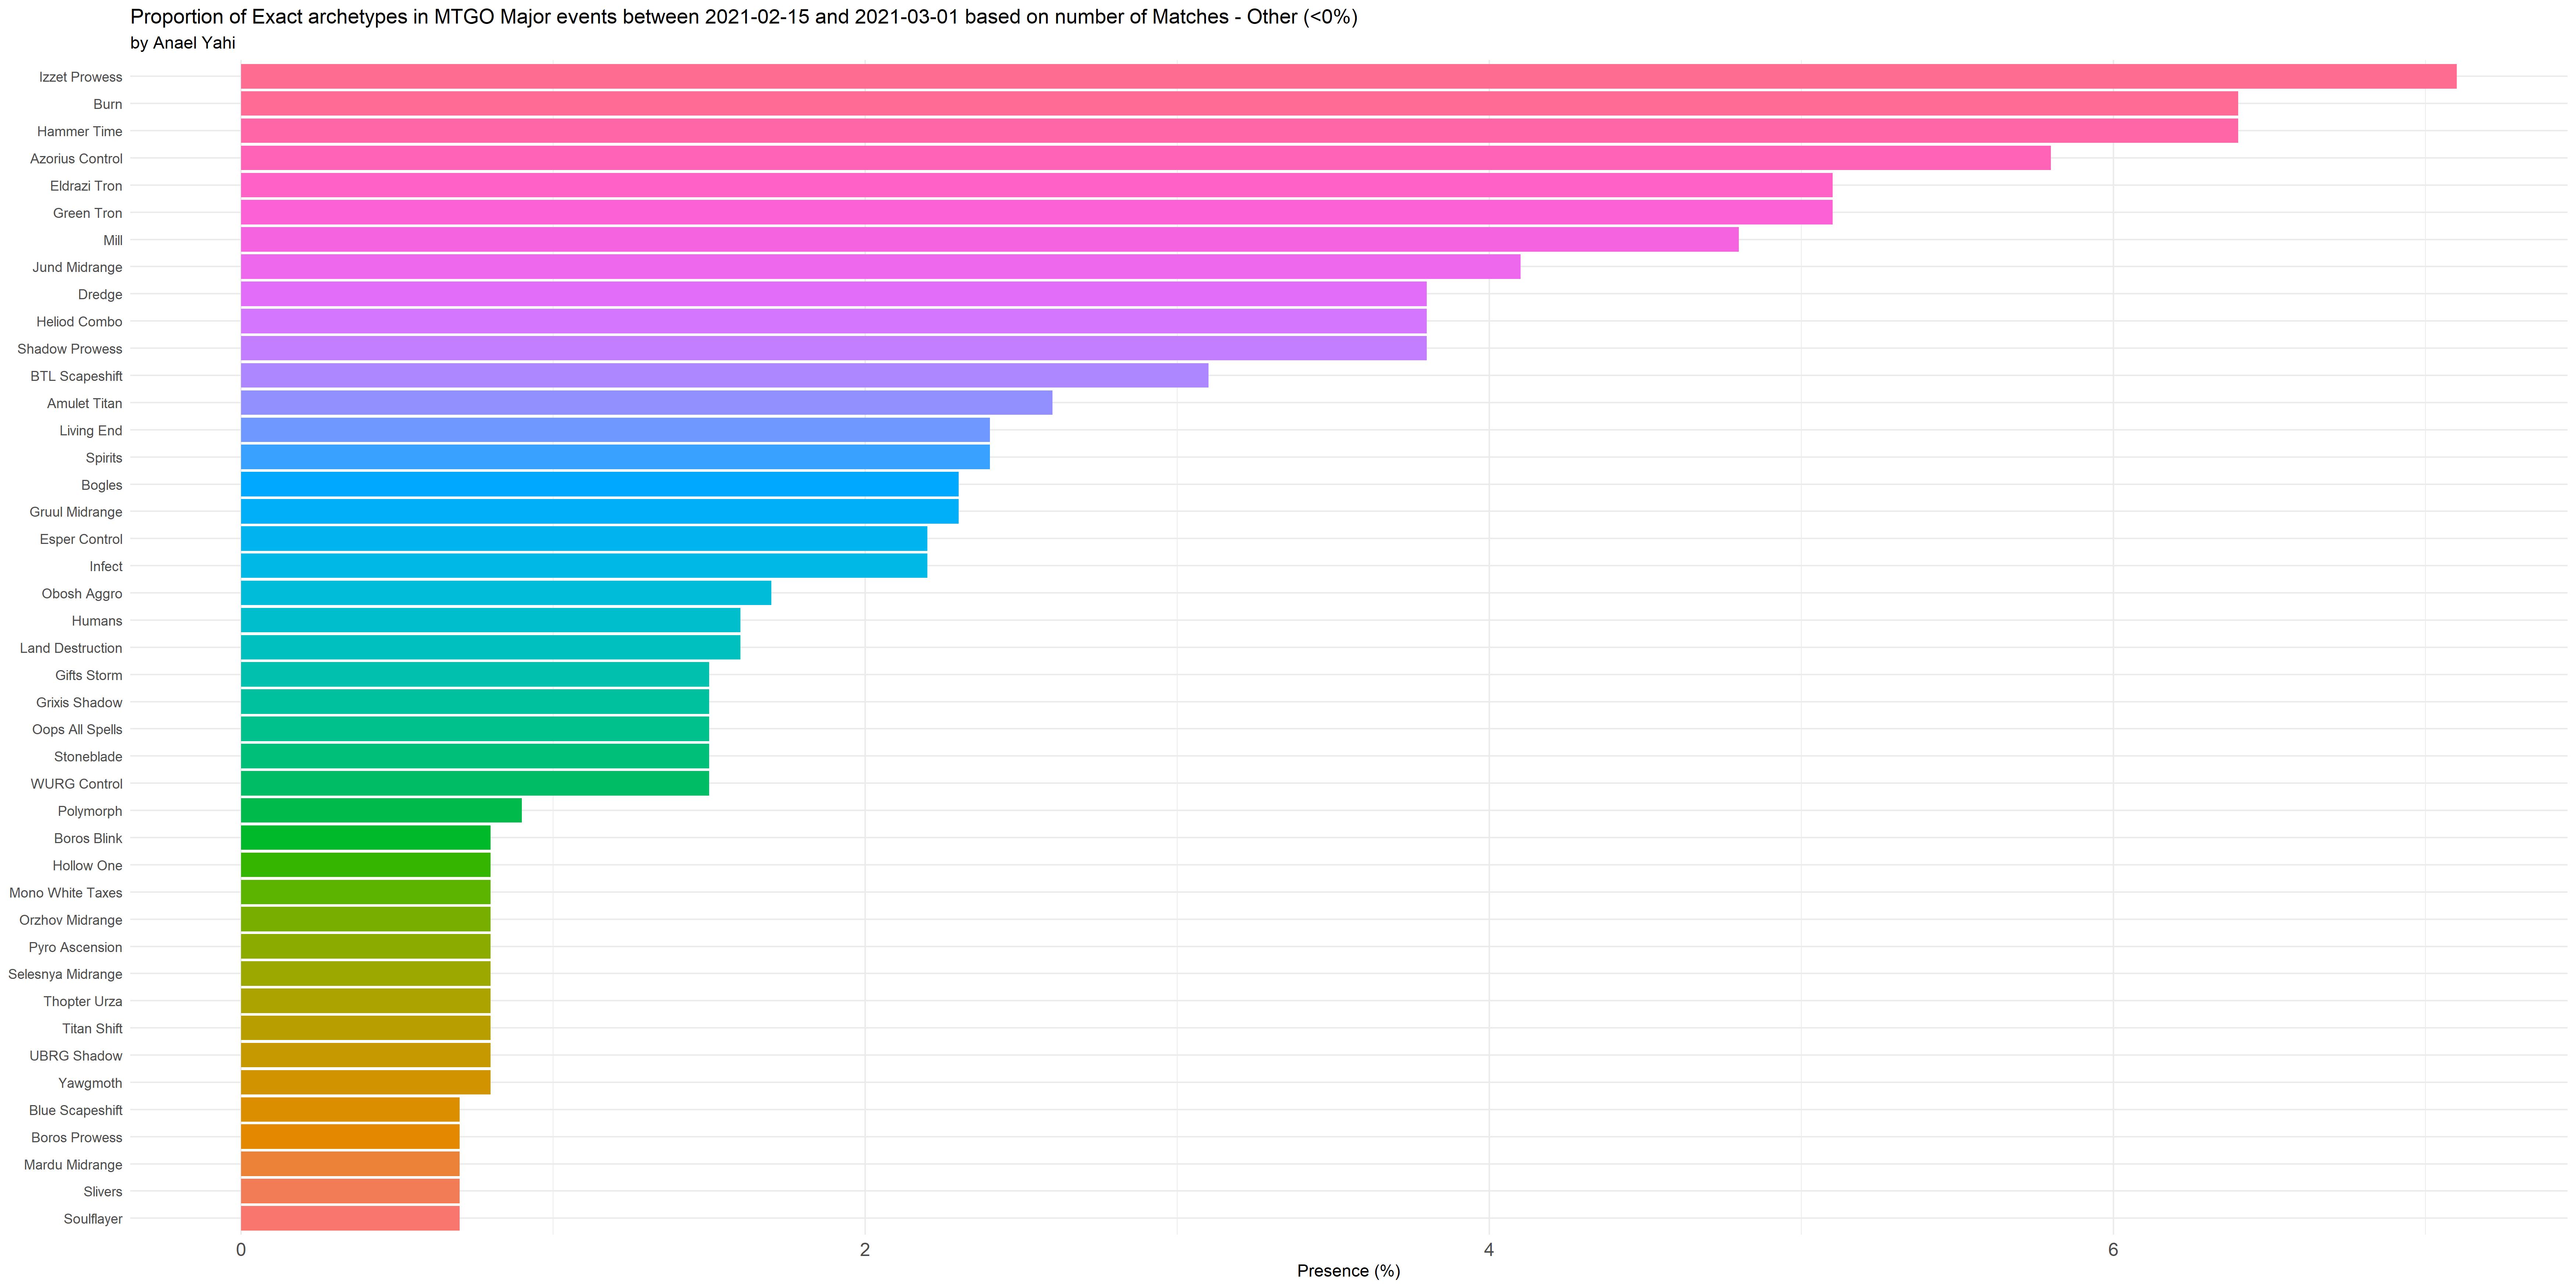 Proportion of Exact archetypes in MTGO Major events between 2021-02-15 and 2021-03-01 based on number of Matches - Other (<0%)
by Anael Yahi
Izzet Prowess
Burn
Hammer Time
Azorius Control
Eldrazi Tron
Green Tron
Mill
Jund Midrange
Dredge
Heliod Combo
Shadow Prowess
BTL Scapeshift
Amulet Titan
Living End
Spirits
Bogles
Gruul Midrange
Esper Control
Infect
Obosh Aggro
Humans
Land Destruction
Gifts Storm
Grixis Shadow
Oops All Spells
Stoneblade
WURG Control
Polymorph
Boros Blink
Hollow One
Mono White Taxes
Orzhov Midrange
Pyro Ascension
Selesnya Midrange
Thopter Urza
Titan Shift
UBRG Shadow
Yawgmoth
Blue Scapeshift
Boros Prowess
Mardu Midrange
Slivers
Soulflayer
0 2 4 6
Presence (%)